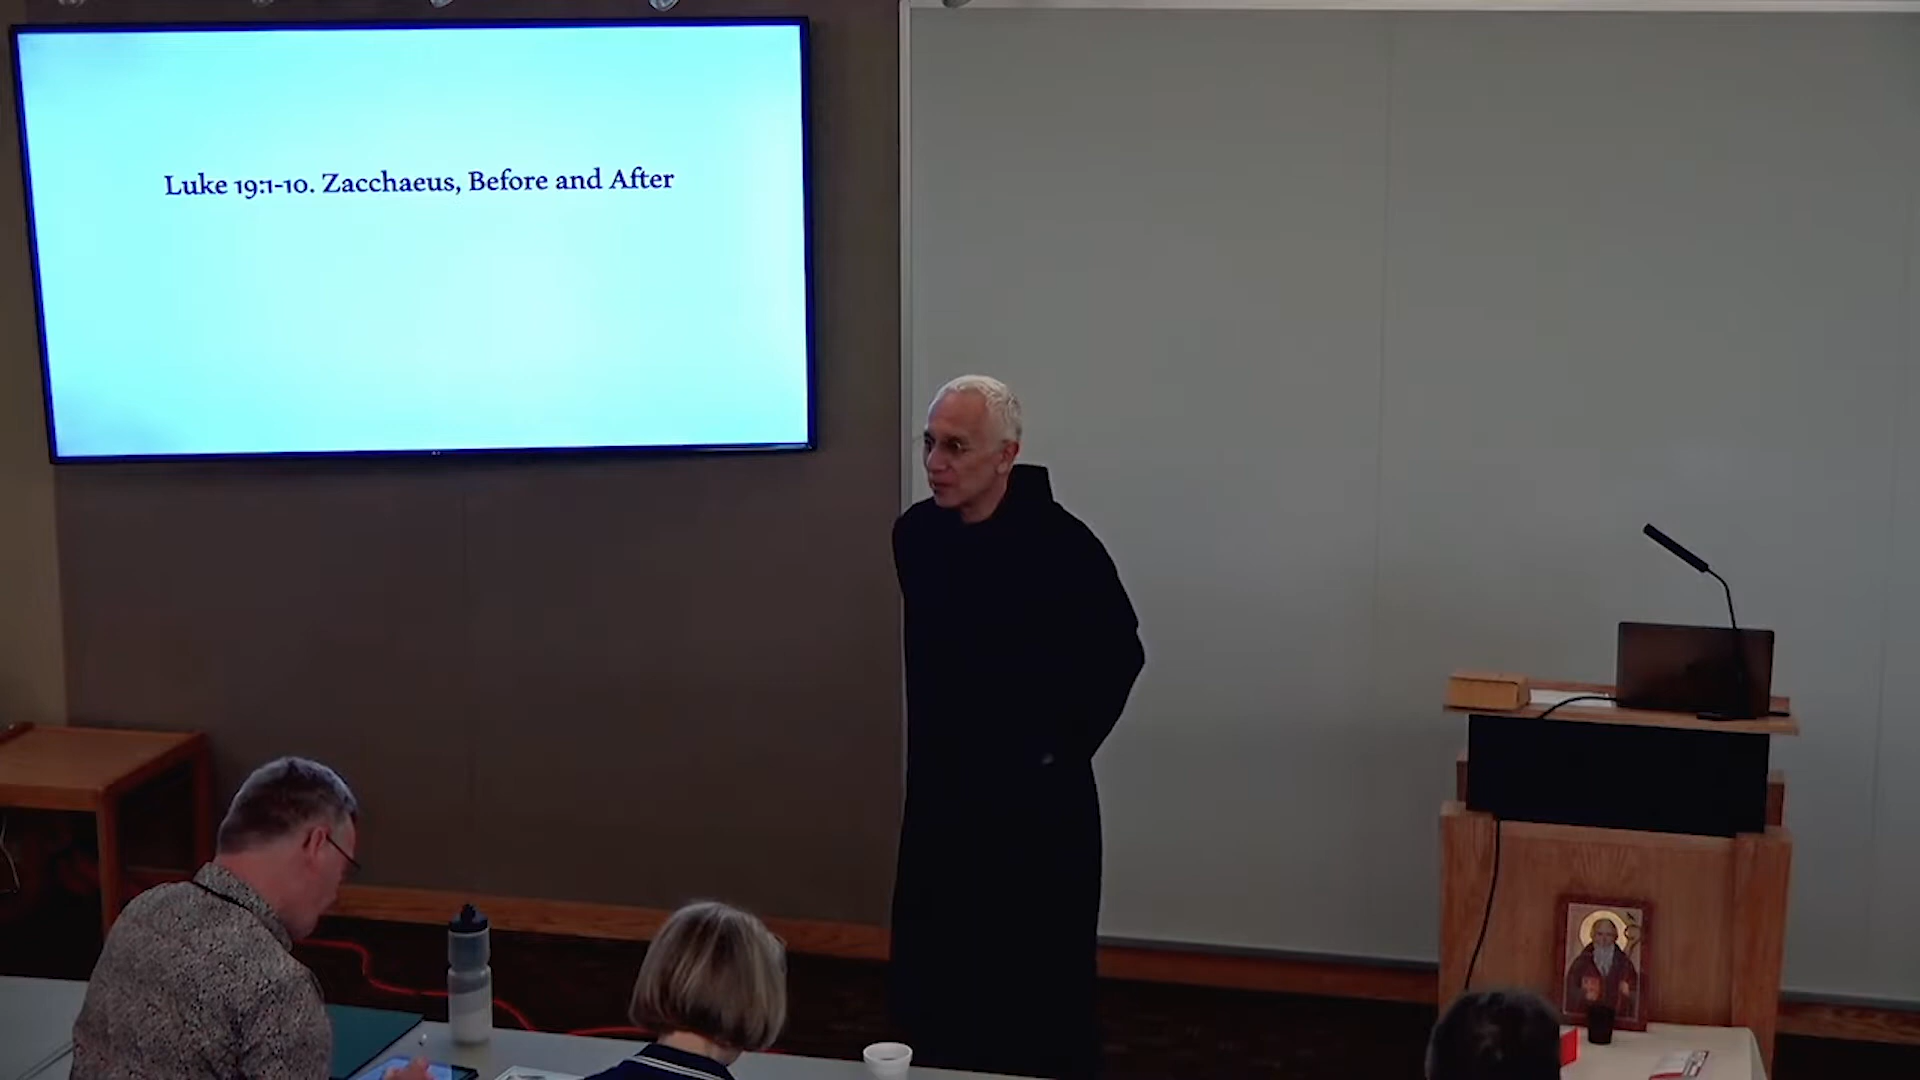 Luke 19:1-10. Zacchaeus, Before and After